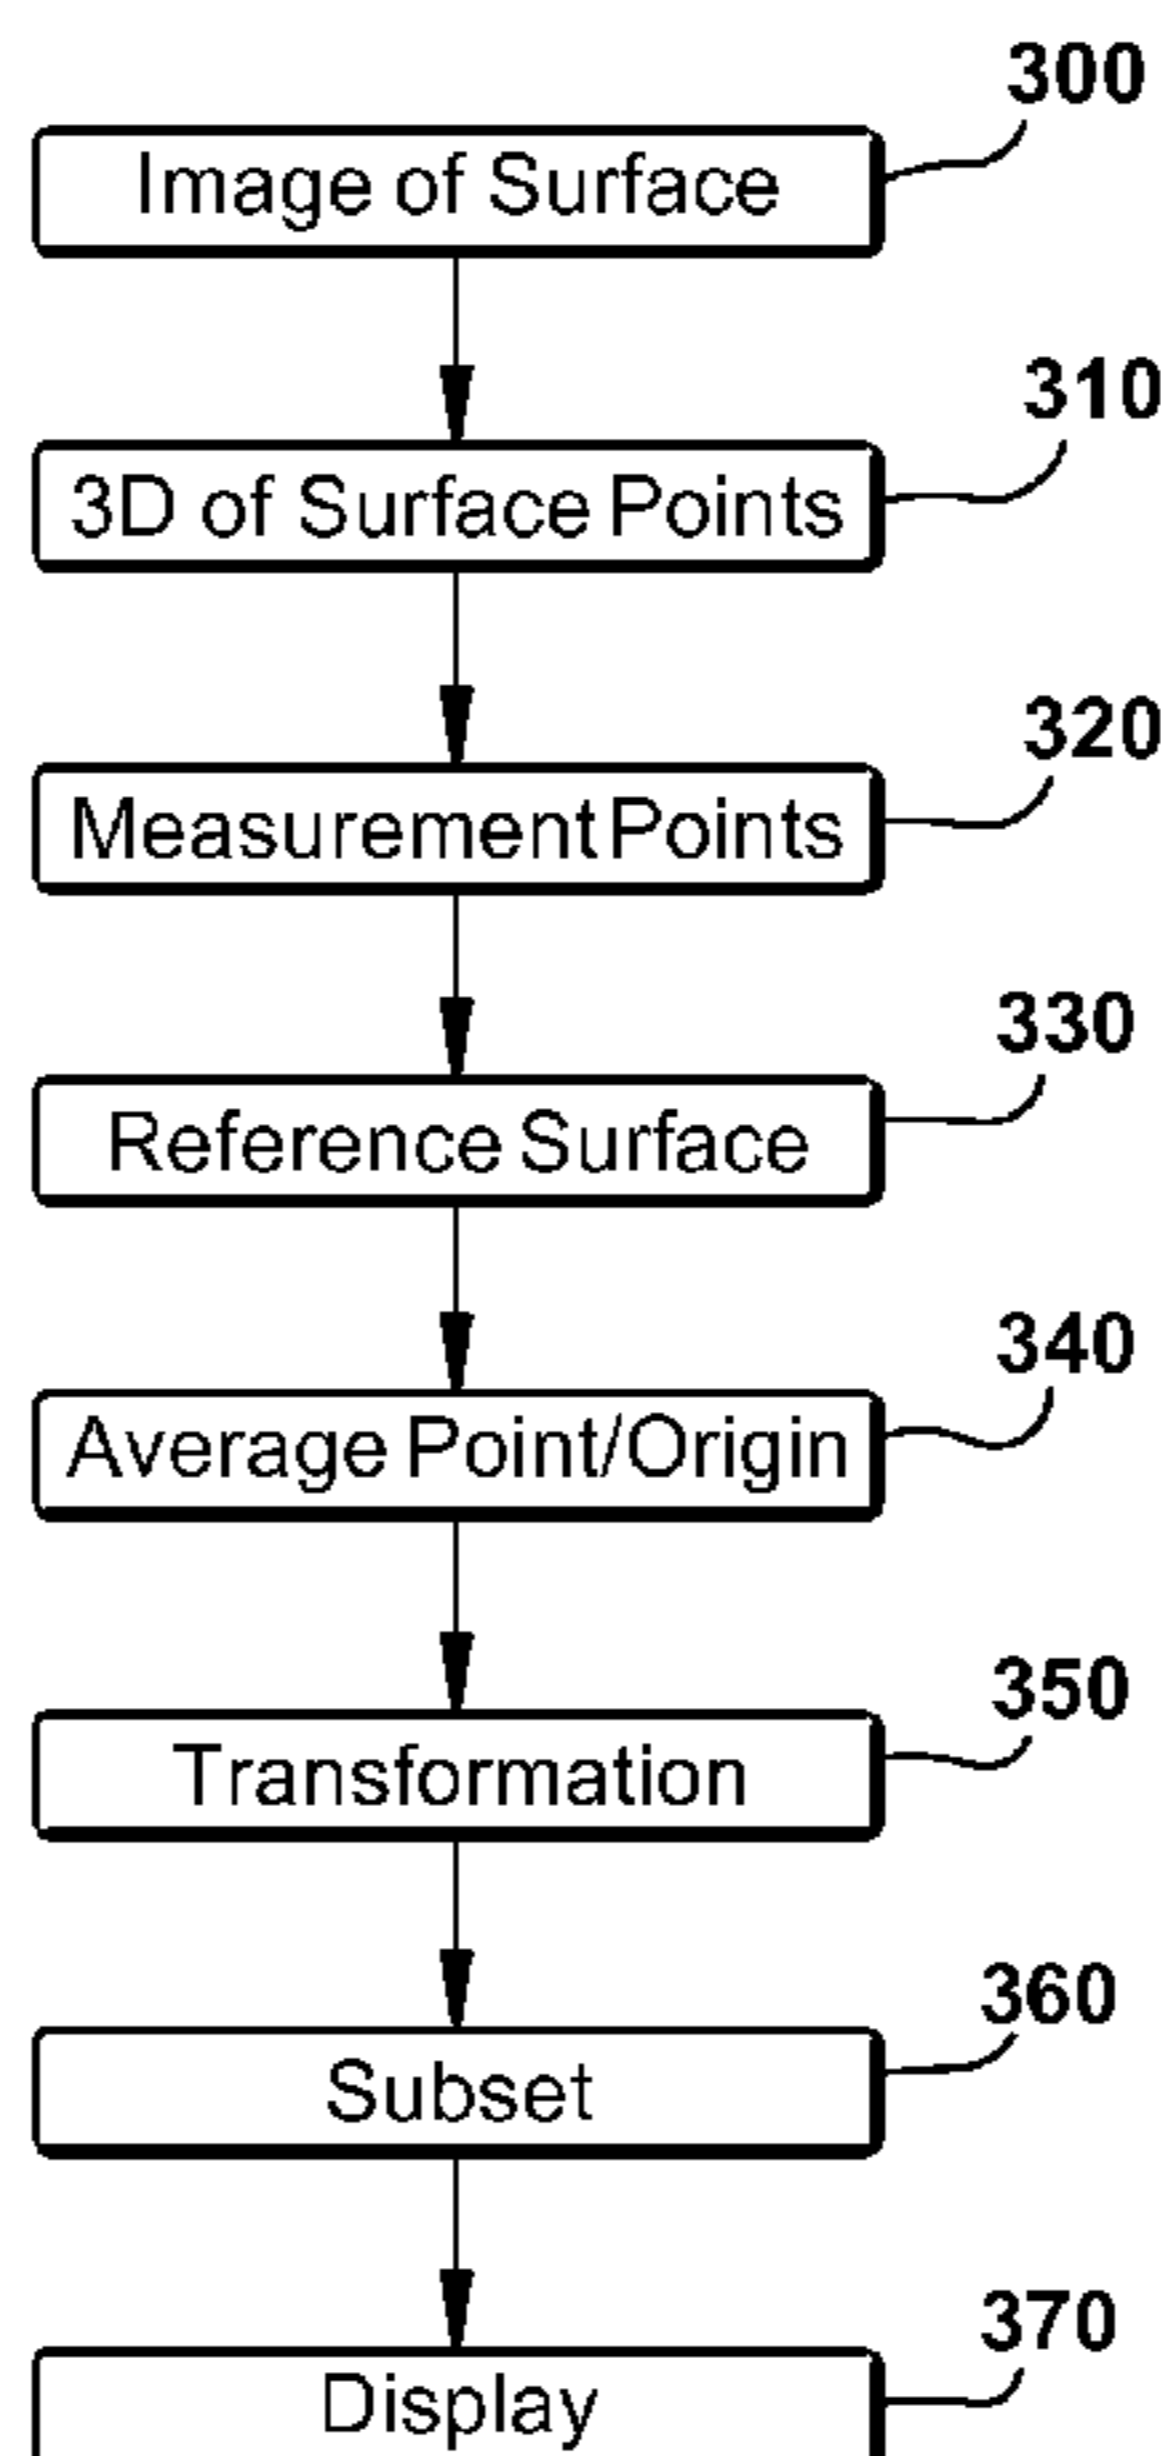 300
Image of Surface
310
3D of Surface Points
320
Measurement Points
330
Reference Surface
340
Average Point/Origin
350
Transformation
360
Subset
370
Display